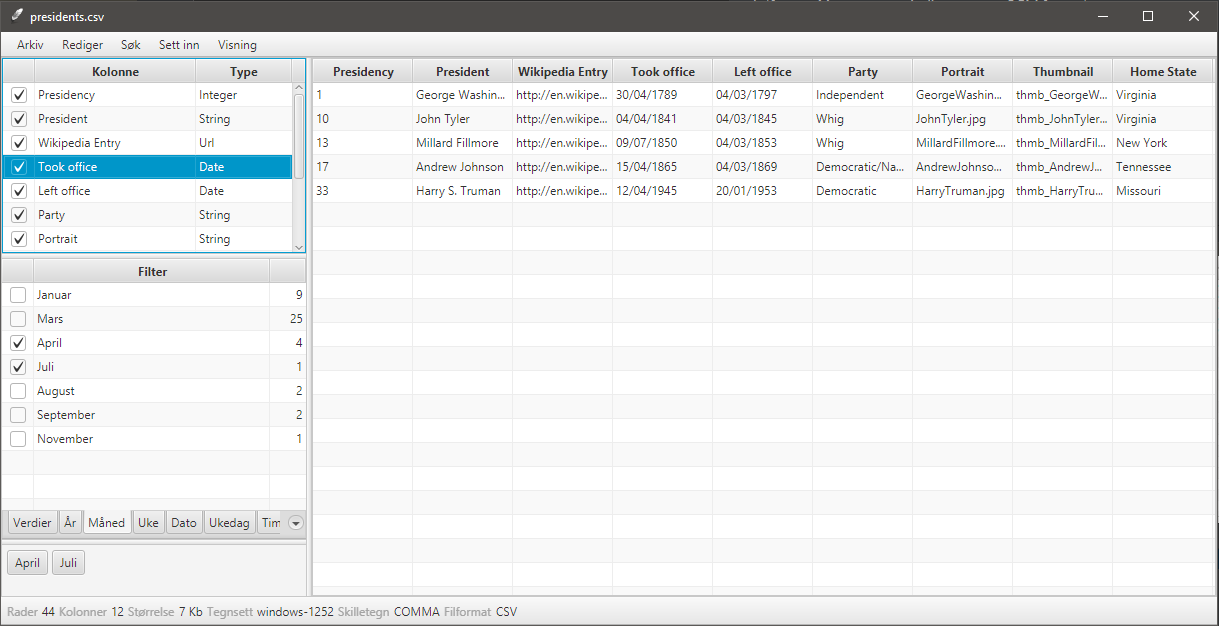 presidents.csv
Arkiv Rediger Søk Sett inn Visning
Kolonne Type
Presidency Integer
President String
Wikipedia Entry Url
Took office Date
Left office Date
Party String
Portrait String
Filter
Januar 9
Mars 25
April 4
Juli 1
August 2
September 2
November 1
Verdier År Måned Uke Dato Ukedag Tim
April Juli
Presidency President Wikipedia Entry Took office Left office Party Portrait Thumbnail Home State
1 George Washin... http://en.wikipe... 30/04/1789 04/03/1797 Independent GeorgeWashin... thmb_GeorgeW... Virginia
10 John Tyler http://en.wikipe... 04/04/1841 04/03/1845 Whig JohnTyler.jpg thmb_JohnTyler... Virginia
13 Millard Fillmore http://en.wikipe... 09/07/1850 04/03/1853 Whig MillardFillmore.... thmb_MillardFil... New York
17 Andrew Johnson http://en.wikipe... 15/04/1865 04/03/1869 Democratic/Na... AndrewJohnso... thmb_AndrewJ... Tennessee
33 Harry S. Truman http://en.wikipe... 12/04/1945 20/01/1953 Democratic HarryTruman.jpg thmb_HarryTru... Missouri
Rader 44 Kolonner 12 Størrelse 7 Kb Tegnsett windows-1252 Skilletegn COMMA Filformat CSV